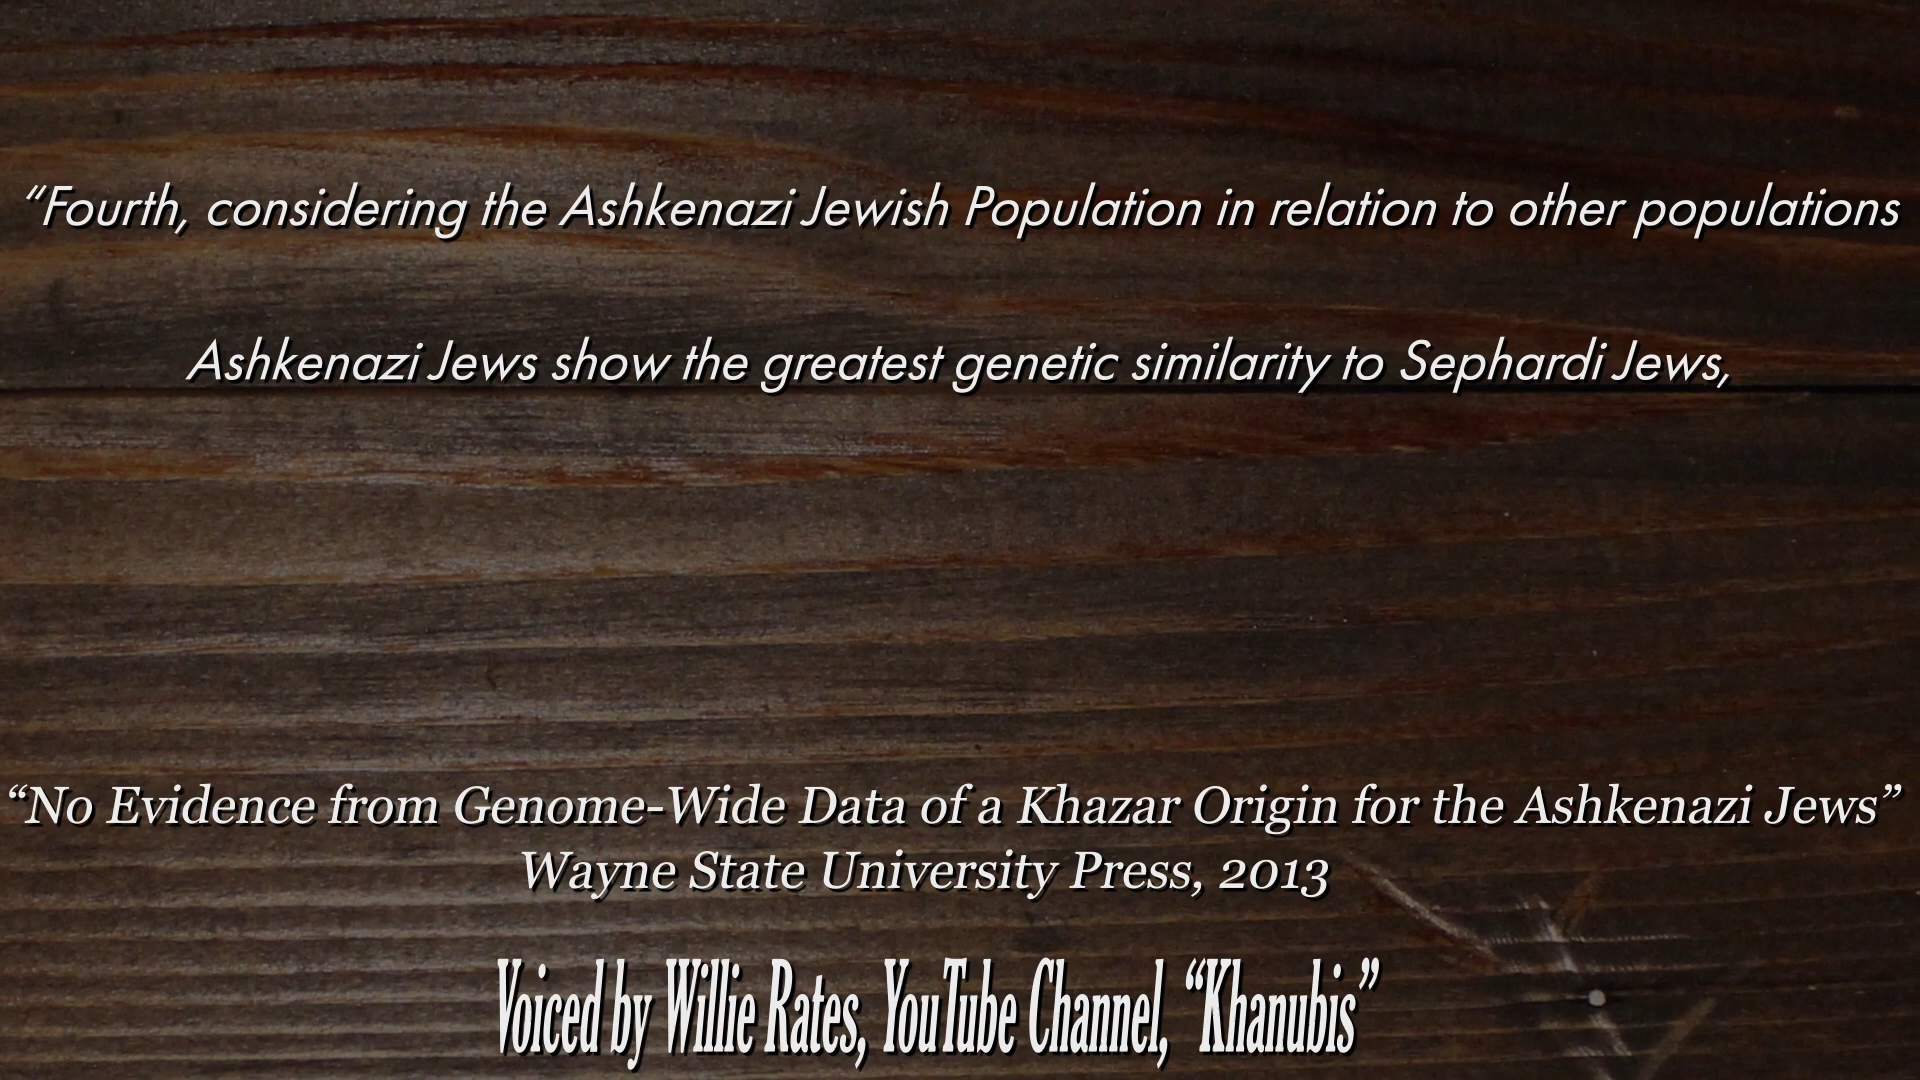 “Fourth, considering the Ashkenazi Jewish Population in relation to other populations
Ashkenazi Jews show the greatest genetic similarity to Sephardi Jews,
“No Evidence from Genome-Wide Data of a Khazar Origin for the Ashkenazi Jews”
Wayne State University Press, 2013
Voiced by Willie Rates, YouTube Channel, “Khanubis”